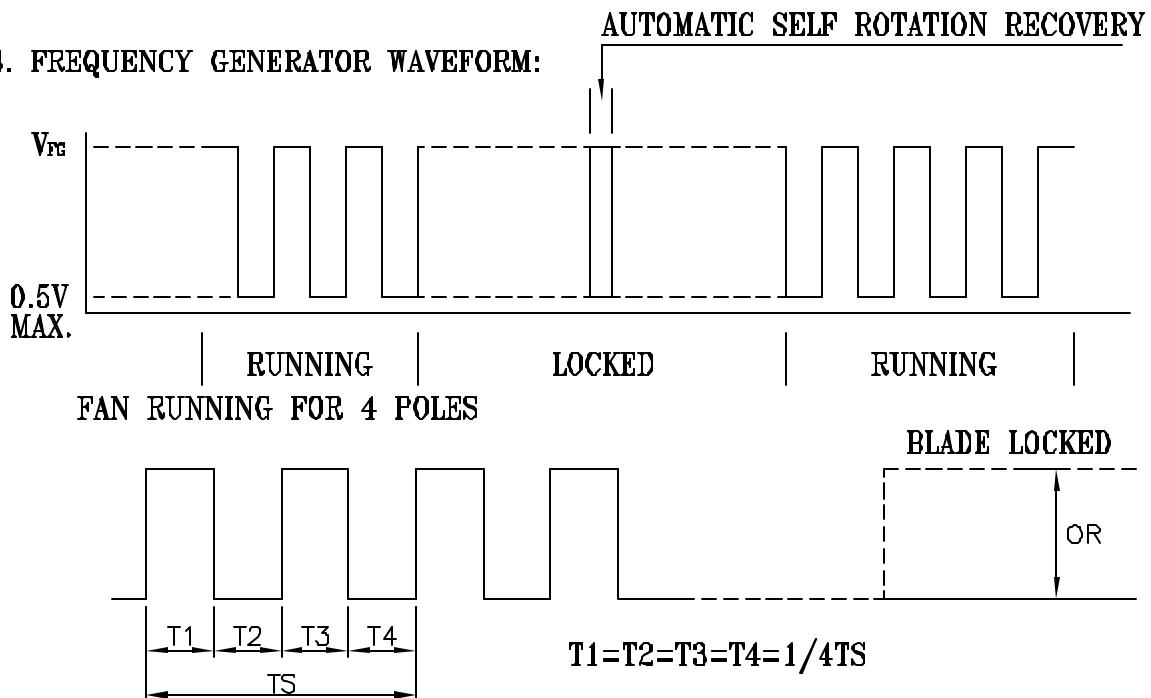 AUTOMATIC SELF ROTATION RECOVERY
. FREQUENCY GENERATOR WAVEFORM:
VFG
0.5V
MAX.
RUNNING
LOCKED
RUNNING
FAN RUNNING FOR 4 POLES
BLADE LOCKED
OR
T1 T2 T3 T4
T1=T2=T3=T4=1/4TS
TS